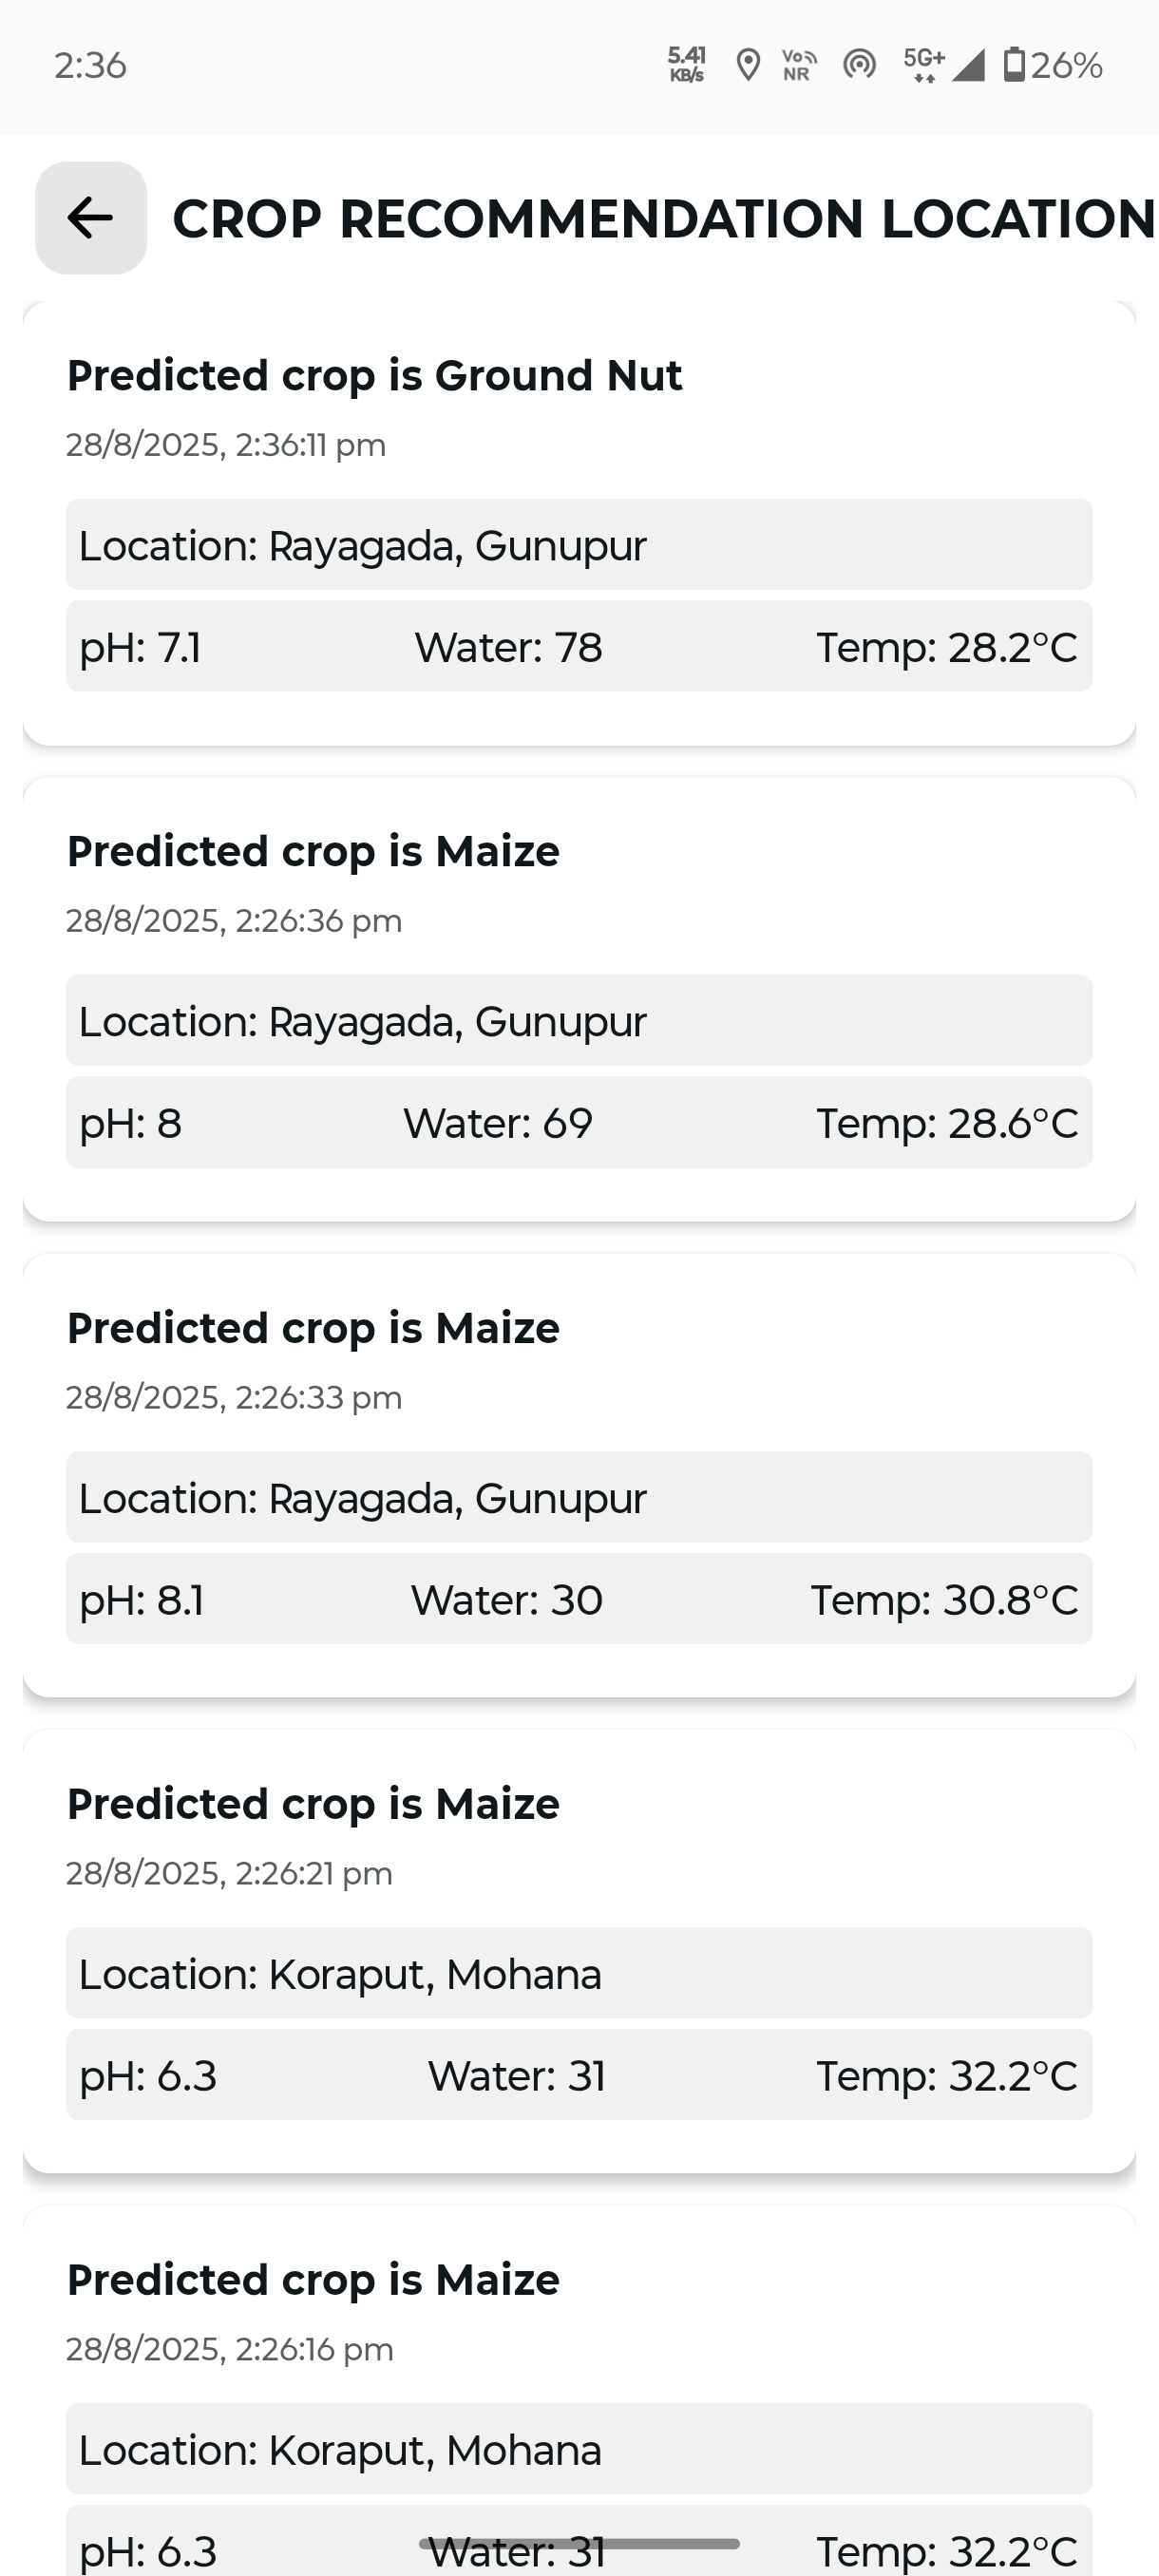 2:36 5.41 KB/s Vo NR 5G+ 26%
CROP RECOMMENDATION LOCATION
Predicted crop is Ground Nut
28/8/2025, 2:36:11 pm
Location: Rayagada, Gunupur
pH: 7.1 Water: 78 Temp: 28.2°C
Predicted crop is Maize
28/8/2025, 2:26:36 pm
Location: Rayagada, Gunupur
pH: 8 Water: 69 Temp: 28.6°C
Predicted crop is Maize
28/8/2025, 2:26:33 pm
Location: Rayagada, Gunupur
pH: 8.1 Water: 30 Temp: 30.8°C
Predicted crop is Maize
28/8/2025, 2:26:21 pm
Location: Koraput, Mohana
pH: 6.3 Water: 31 Temp: 32.2°C
Predicted crop is Maize
28/8/2025, 2:26:16 pm
Location: Koraput, Mohana
pH: 6.3 Water: 31 Temp: 32.2°C